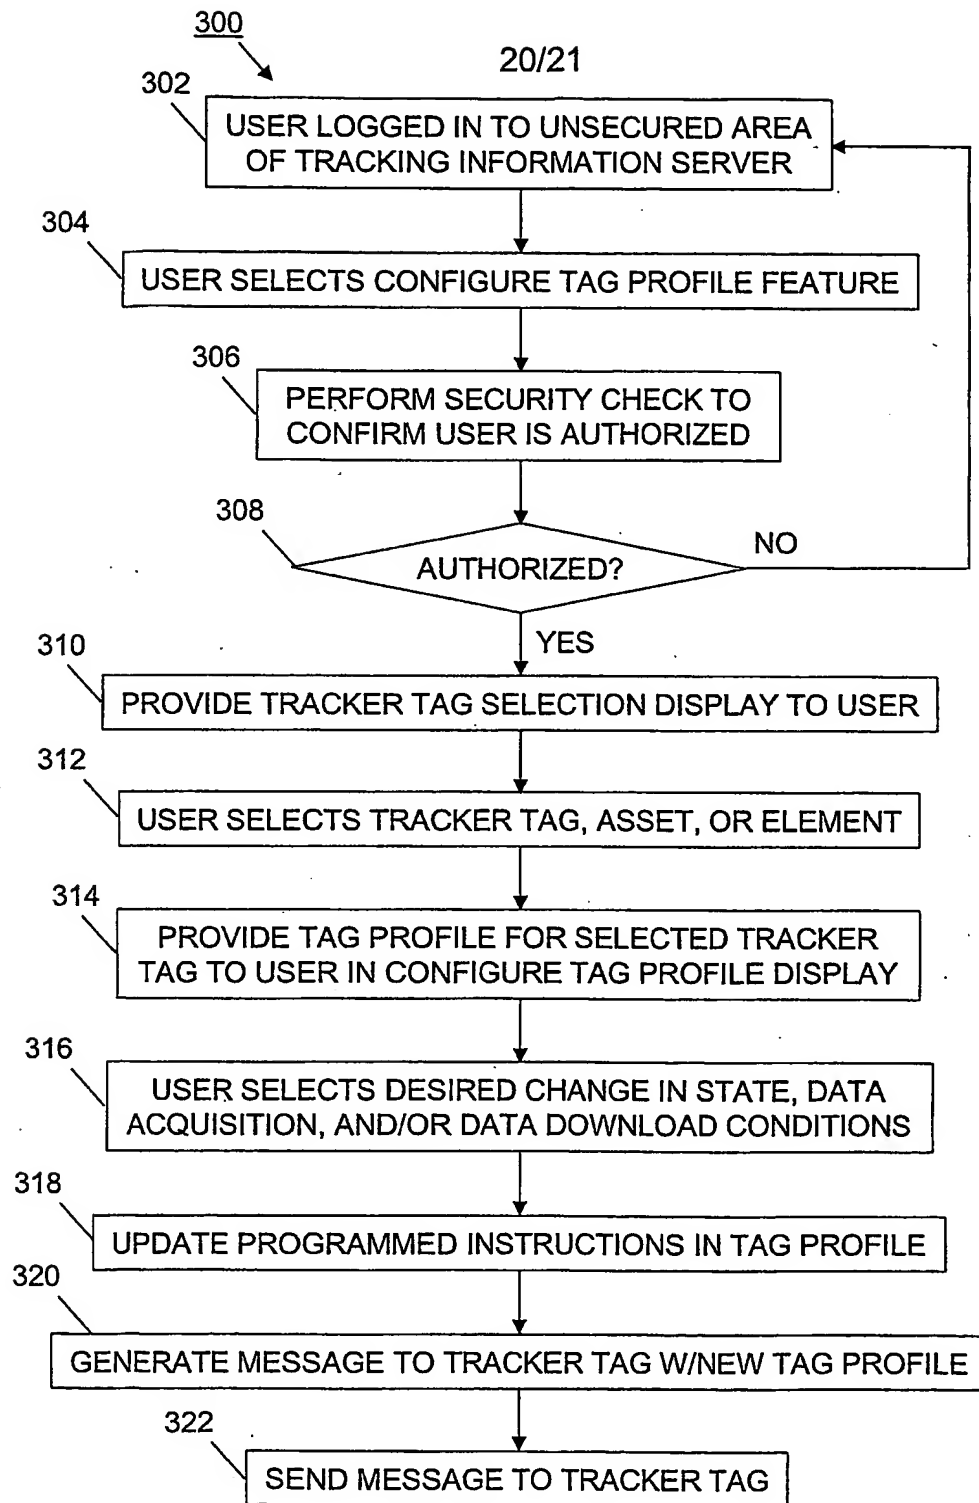 300
20/21
302
USER LOGGED IN TO UNSECURED AREA
OF TRACKING INFORMATION SERVER
304
USER SELECTS CONFIGURE TAG PROFILE FEATURE
306
PERFORM SECURITY CHECK TO
CONFIRM USER IS AUTHORIZED
308
AUTHORIZED?
NO
YES
310
PROVIDE TRACKER TAG SELECTION DISPLAY TO USER
312
USER SELECTS TRACKER TAG, ASSET, OR ELEMENT
314
PROVIDE TAG PROFILE FOR SELECTED TRACKER
TAG TO USER IN CONFIGURE TAG PROFILE DISPLAY
316
USER SELECTS DESIRED CHANGE IN STATE, DATA
ACQUISITION, AND/OR DATA DOWNLOAD CONDITIONS
318
UPDATE PROGRAMMED INSTRUCTIONS IN TAG PROFILE
320
GENERATE MESSAGE TO TRACKER TAG W/NEW TAG PROFILE
322
SEND MESSAGE TO TRACKER TAG